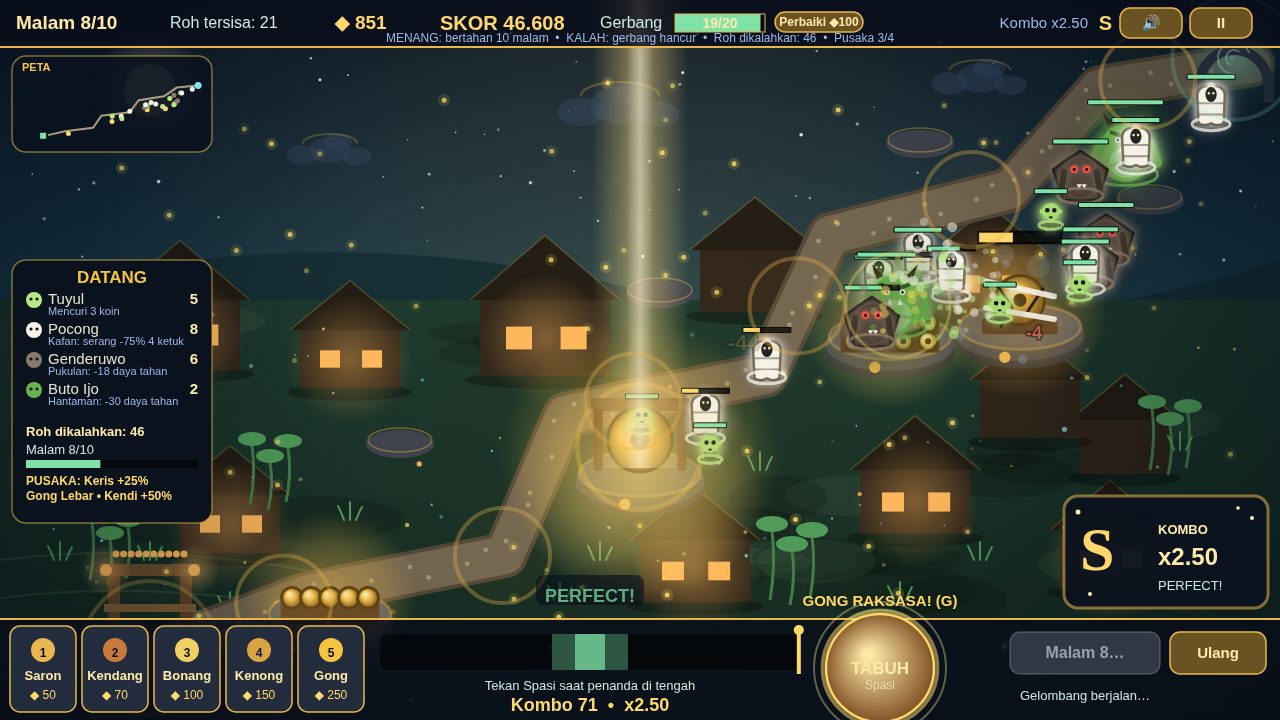 Malam 8/10
Roh tersisa: 21
◆ 851
SKOR 46.608
Gerbang
19/20
Perbaiki ◆100
Kombo x2.50
S
MENANG: bertahan 10 malam • KALAH: gerbang hancur • Roh dikalahkan: 46 • Pusaka 3/4
PETA
DATANG
Tuyul 5
Mencuri 3 koin
Pocong 8
Kafan: serang -75% 4 ketuk
Genderuwo 6
Pukulan: -18 daya tahan
Buto Ijo 2
Hantaman: -30 daya tahan
Roh dikalahkan: 46
Malam 8/10
PUSAKA: Keris +25%
Gong Lebar • Kendi +50%
-4
PERFECT!
GONG RAKSASA! (G)
S
KOMBO
x2.50
PERFECT!
1
Saron
◆ 50
2
Kendang
◆ 70
3
Bonang
◆ 100
4
Kenong
◆ 150
5
Gong
◆ 250
Tekan Spasi saat penanda di tengah
Kombo 71 • x2.50
TABUH
Spasi
Malam 8…
Ulang
Gelombang berjalan…